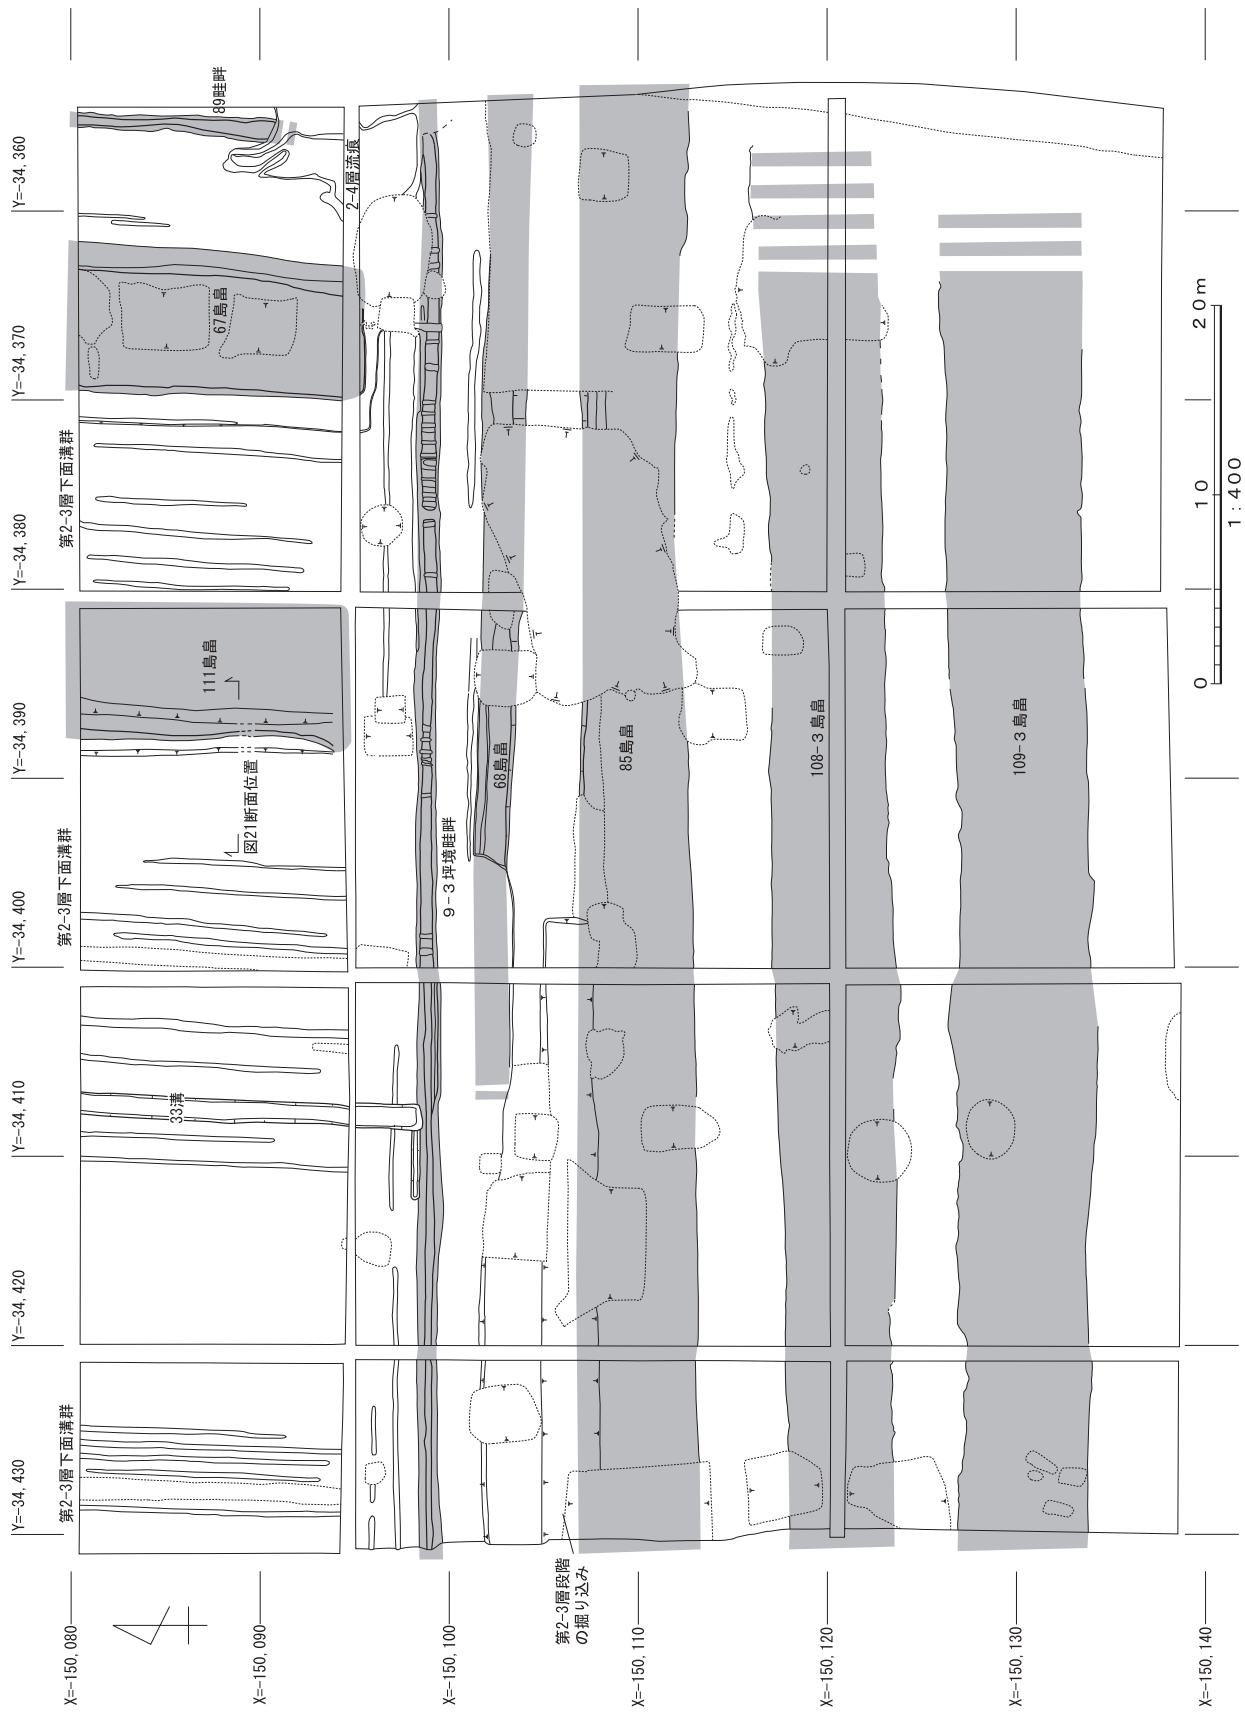 Y=-34,360
Y=-34,370
Y=-34,380
Y=-34,390
Y=-34,400
Y=-34,410
Y=-34,420
Y=-34,430
X=-150,080
X=-150,090
X=-150,100
X=-150,110
X=-150,120
X=-150,130
X=-150,140
89畦畔
2-4層流痕
67島畠
第2-3層下面溝群
111島畠
図21断面位置
第2-3層下面溝群
33溝
第2-3層下面溝群
9-3坪境畦畔
68島畠
85島畠
108-3島畠
109-3島畠
第2-3層段階
の掘り込み
0 10 20m
1:400